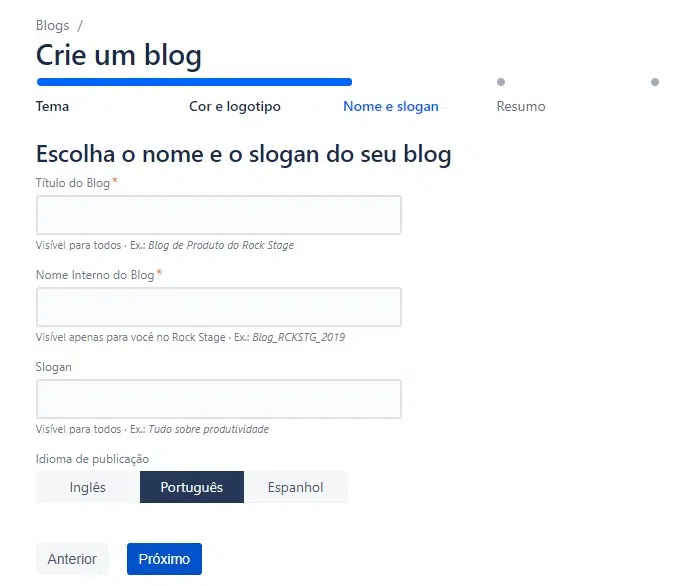 Blogs /
Crie um blog
Tema Cor e logotipo Nome e slogan Resumo
Escolha o nome e o slogan do seu blog
Título do Blog*
Visível para todos · Ex.: Blog de Produto do Rock Stage
Nome Interno do Blog*
Visível apenas para você no Rock Stage · Ex.: Blog_RCKSTG_2019
Slogan
Visível para todos · Ex.: Tudo sobre produtividade
Idioma de publicação
Inglês Português Espanhol
Anterior Próximo